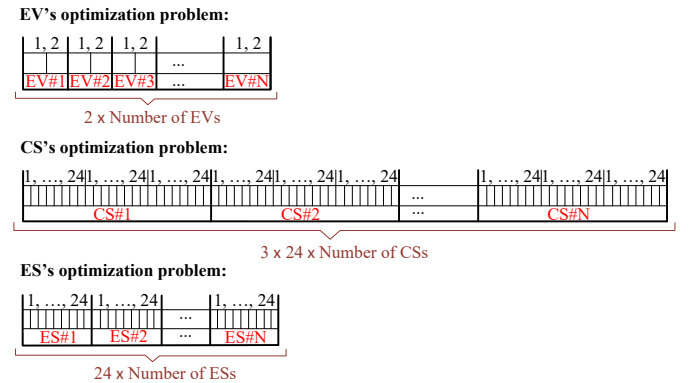 EV's optimization problem:
1, 2 1, 2 1, 2 1, 2
...
EV#1 EV#2 EV#3 ... EV#N
2 x Number of EVs
CS's optimization problem:
1, ..., 24 1, ..., 24 1, ..., 24 1, ..., 24 1, ..., 24 1, ..., 24 1, ..., 24 1, ..., 24 1, ..., 24
...
CS#1 CS#2 ... CS#N
3 x 24 x Number of CSs
ES's optimization problem:
1, ..., 24 1, ..., 24 1, ..., 24
...
ES#1 ES#2 ... ES#N
24 x Number of ESs